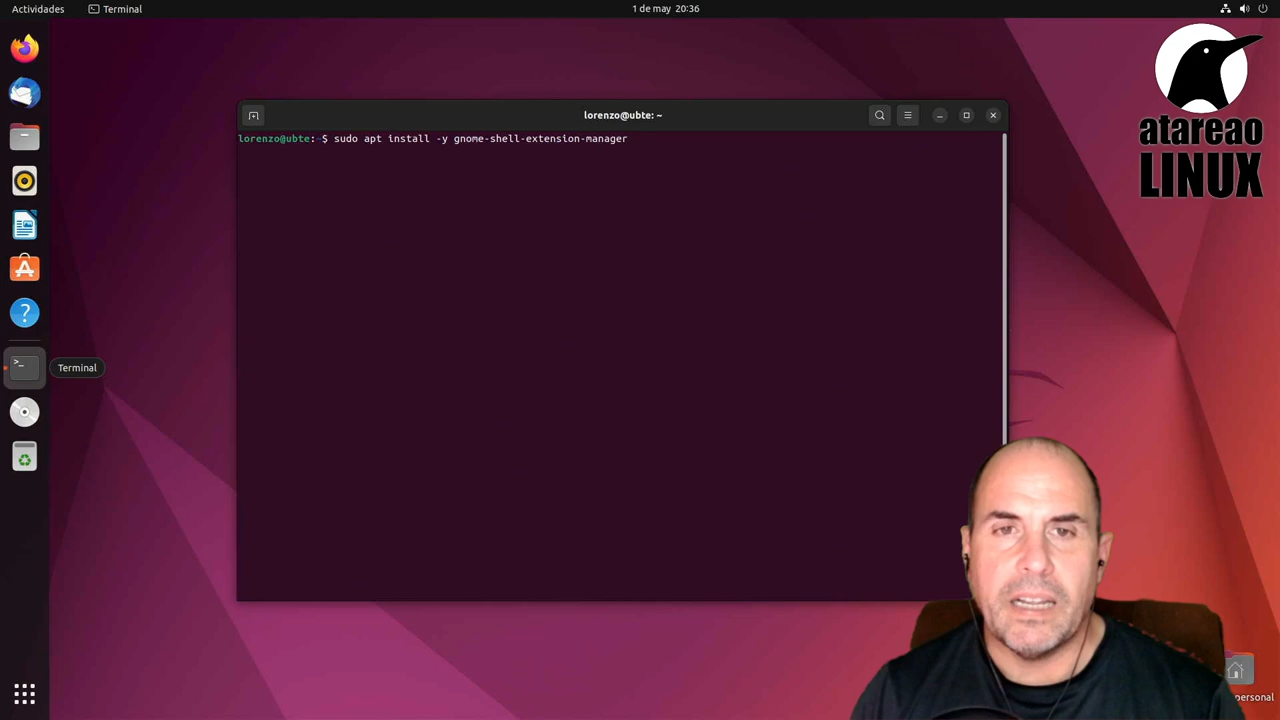 Actividades
Terminal
1 de may 20:36
atareao
LINUX
lorenzo@ubte: ~
lorenzo@ubte:~$ sudo apt install -y gnome-shell-extension-manager
>_
Terminal
personal